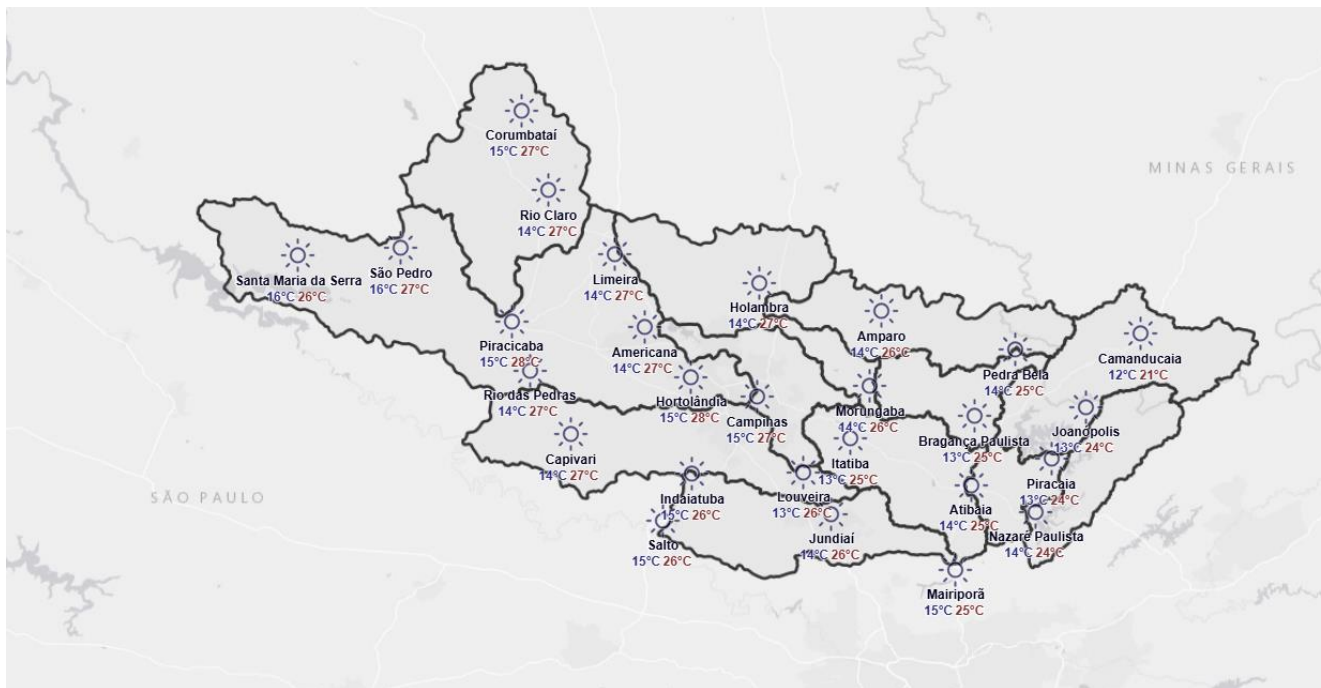 Corumbataí
15°C 27°C
MINAS GERAIS
Rio Claro
14°C 27°C
Santa Maria da Serra
16°C 26°C
São Pedro
16°C 27°C
Limeira
14°C 27°C
Holambra
14°C 27°C
Amparo
14°C 26°C
Piracicaba
15°C 28°C
Americana
14°C 27°C
Camanducaia
12°C 21°C
Pedra Bela
14°C 25°C
Rio das Pedras
14°C 27°C
Hortolândia
15°C 28°C
Campinas
15°C 27°C
Morungaba
14°C 26°C
Bragança Paulista
13°C 25°C
Joanópolis
13°C 24°C
Capivari
14°C 27°C
Itatiba
13°C 25°C
Piracaia
13°C 24°C
SÃO PAULO
Indaiatuba
15°C 26°C
Louveira
13°C 26°C
Atibaia
14°C 25°C
Salto
15°C 26°C
Jundiaí
14°C 26°C
Nazaré Paulista
14°C 24°C
Mairiporã
15°C 25°C